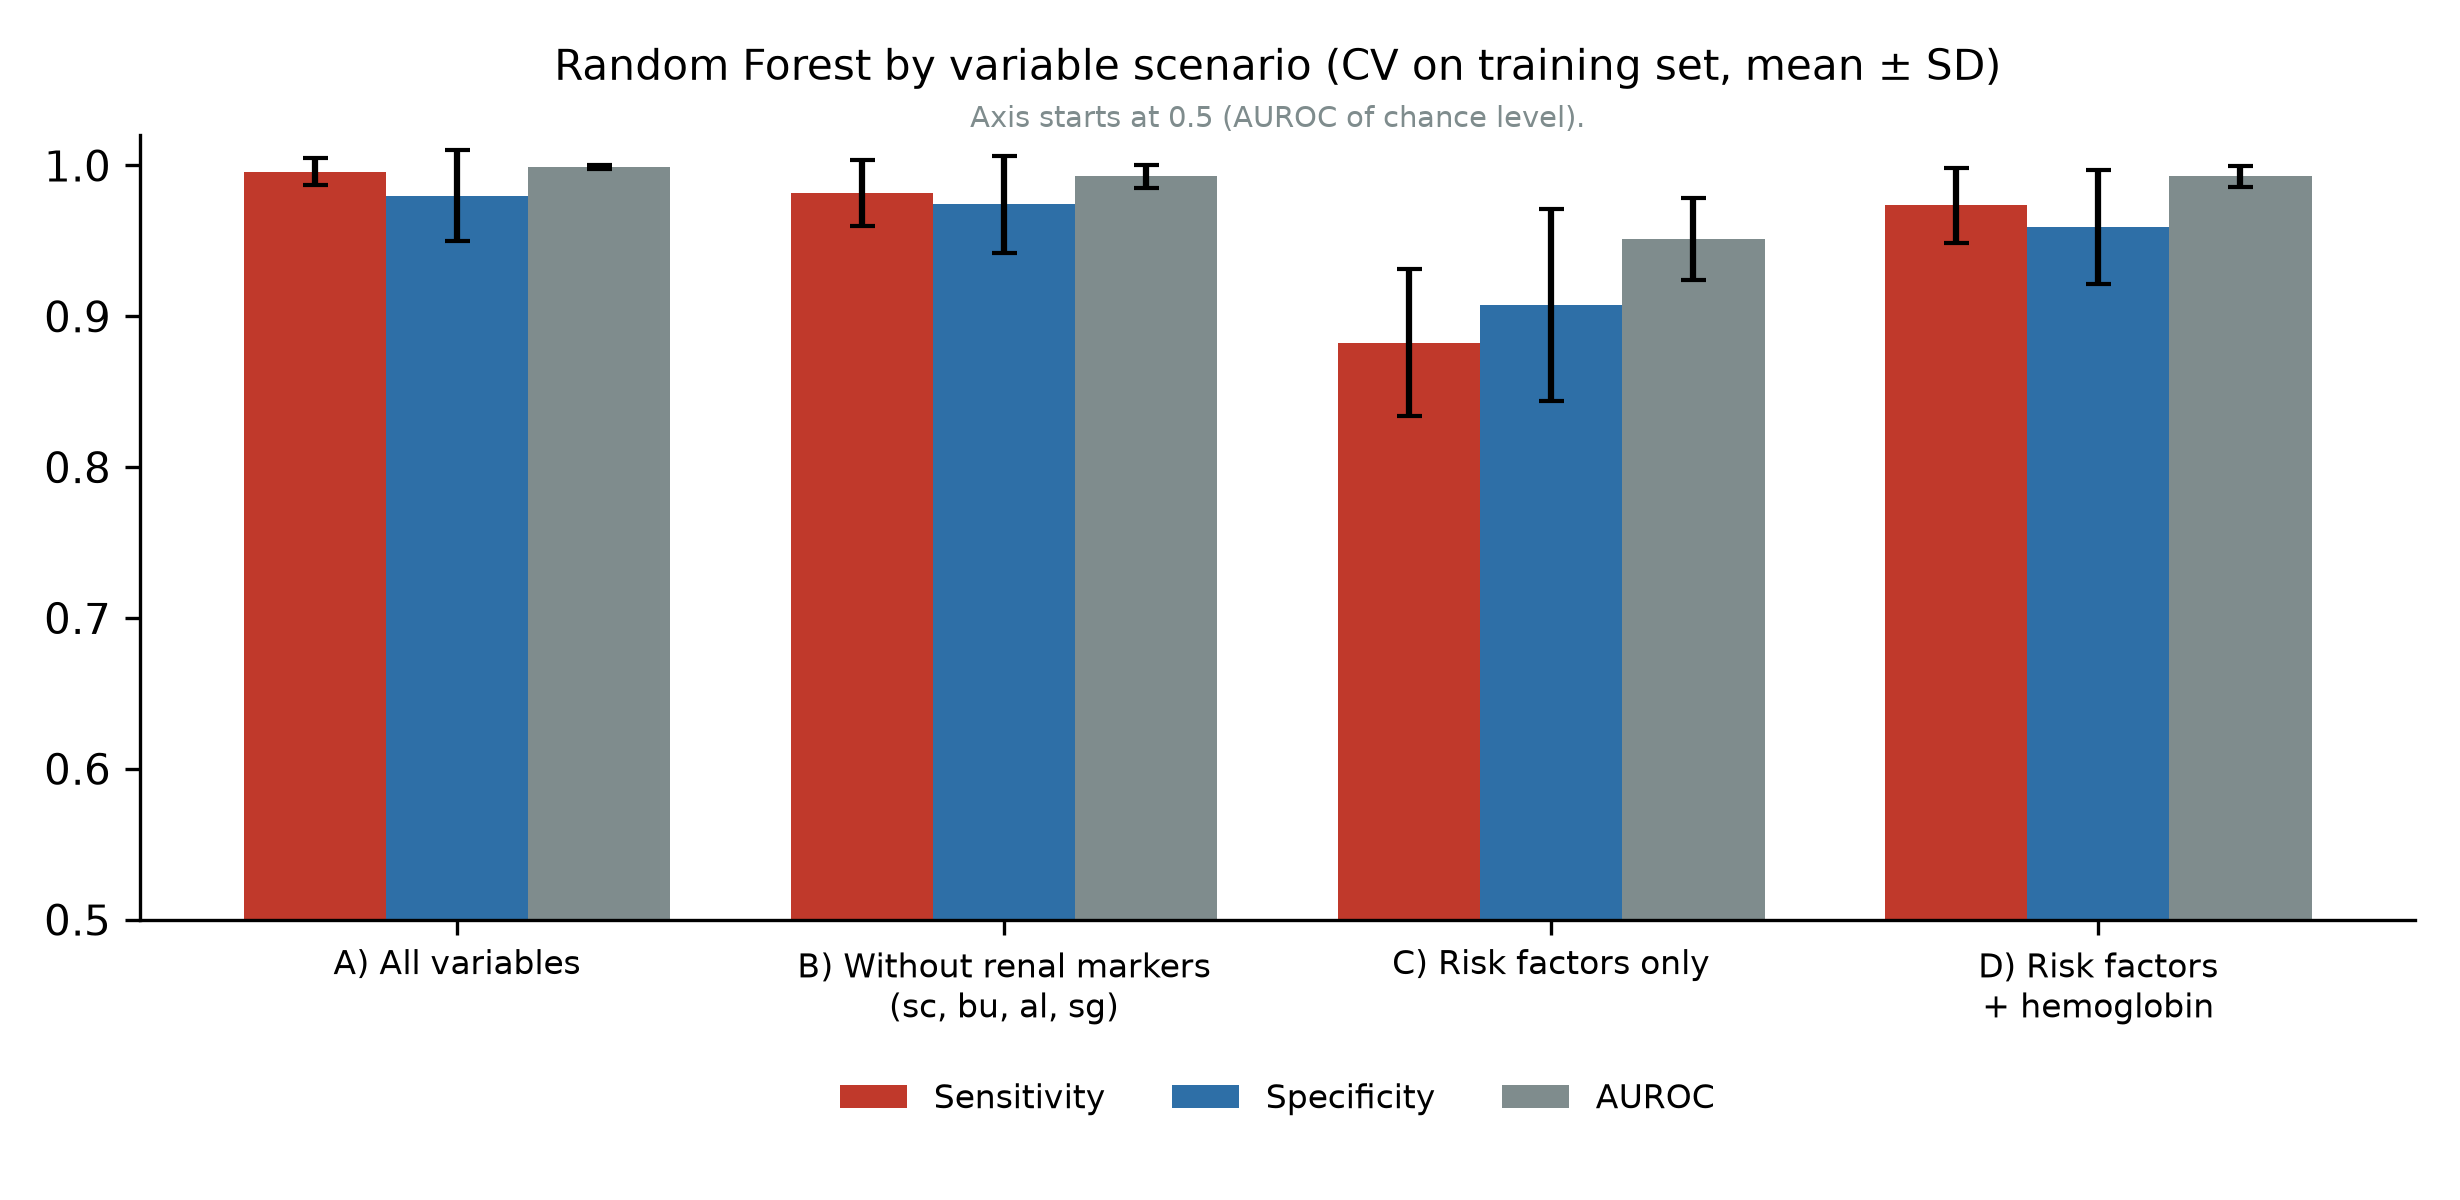 Random Forest by variable scenario (CV on training set, mean ± SD)
Axis starts at 0.5 (AUROC of chance level).
1.0
0.9
0.8
0.7
0.6
0.5
A) All variables
B) Without renal markers
(sc, bu, al, sg)
C) Risk factors only
D) Risk factors
+ hemoglobin
Sensitivity
Specificity
AUROC